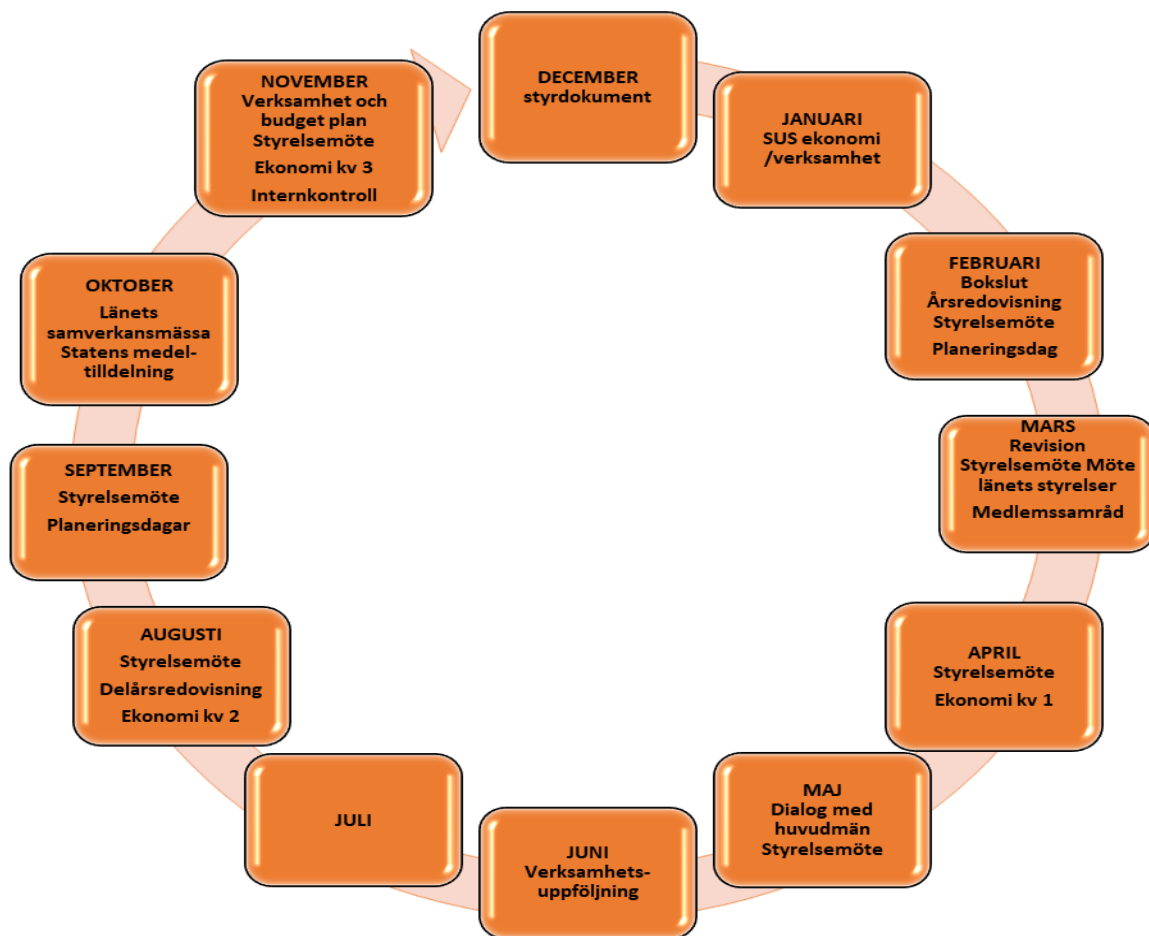 DECEMBER
styrdokument
JANUARI
SUS ekonomi
/verksamhet
FEBRUARI
Bokslut
Årsredovisning
Styrelsemöte
Planeringsdag
MARS
Revision
Styrelsemöte Möte
länets styrelser
Medlemssamråd
APRIL
Styrelsemöte
Ekonomi kv 1
MAJ
Dialog med
huvudmän
Styrelsemöte
JUNI
Verksamhets-
uppföljning
JULI
AUGUSTI
Styrelsemöte
Delårsredovisning
Ekonomi kv 2
SEPTEMBER
Styrelsemöte
Planeringsdagar
OKTOBER
Länets
samverkansmässa
Statens medel-
tilldelning
NOVEMBER
Verksamhet och
budget plan
Styrelsemöte
Ekonomi kv 3
Internkontroll